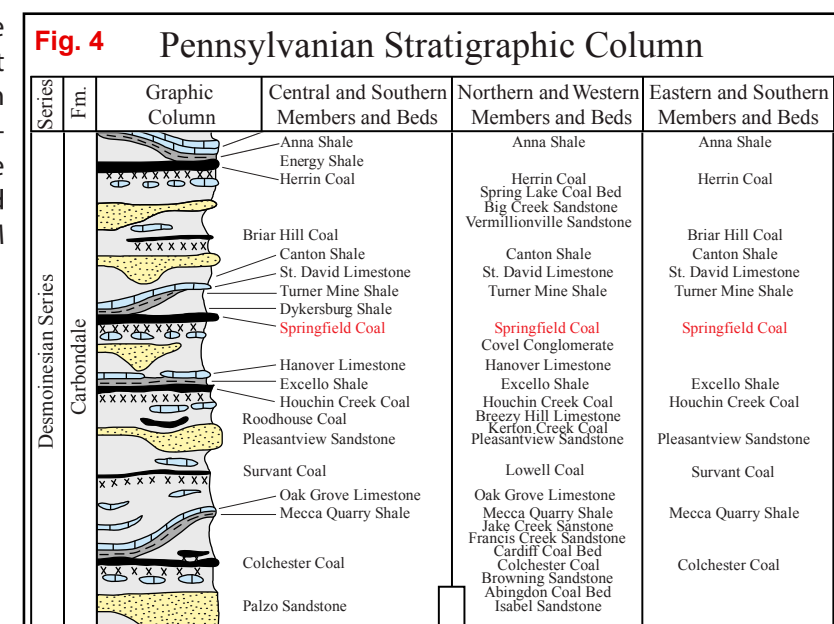 Fig. 4
Pennsylvanian Stratigraphic Column
Series
Fm.
Graphic
Column
Central and Southern
Members and Beds
Northern and Western
Members and Beds
Eastern and Southern
Members and Beds
Desmoinesian Series
Carbondale
Anna Shale
Energy Shale
Herrin Coal
Briar Hill Coal
Canton Shale
St. David Limestone
Turner Mine Shale
Dykersburg Shale
Springfield Coal
Hanover Limestone
Excello Shale
Houchin Creek Coal
Roodhouse Coal
Pleasantview Sandstone
Survant Coal
Oak Grove Limestone
Mecca Quarry Shale
Colchester Coal
Palzo Sandstone
Anna Shale
Herrin Coal
Spring Lake Coal Bed
Big Creek Sandstone
Vermillionville Sandstone
Canton Shale
St. David Limestone
Turner Mine Shale
Springfield Coal
Covel Conglomerate
Hanover Limestone
Excello Shale
Houchin Creek Coal
Breezy Hill Limestone
Kerton Creek Coal
Pleasantview Sandstone
Lowell Coal
Oak Grove Limestone
Mecca Quarry Shale
Jake Creek Sanstone
Francis Creek Sandstone
Cardiff Coal Bed
Colchester Coal
Browning Sandstone
Abingdon Coal Bed
Isabel Sandstone
Anna Shale
Herrin Coal
Briar Hill Coal
Canton Shale
St. David Limestone
Turner Mine Shale
Springfield Coal
Excello Shale
Houchin Creek Coal
Pleasantview Sandstone
Survant Coal
Mecca Quarry Shale
Colchester Coal